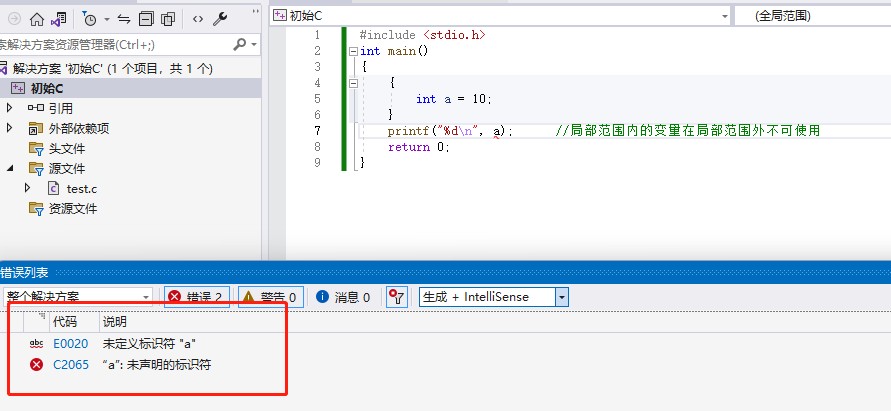 初始C
(全局范围)
索解决方案资源管理器(Ctrl+;)
解决方案 '初始C' (1 个项目，共 1 个)
初始C
引用
外部依赖项
头文件
源文件
test.c
资源文件
1 #include <stdio.h>
2 int main()
3 {
4 {
5 int a = 10;
6 }
7 printf("%d\n", a); //局部范围内的变量在局部范围外不可使用
8 return 0;
9 }
错误列表
整个解决方案 错误 2 警告 0 消息 0 生成 + IntelliSense
代码 说明
abc E0020 未定义标识符 "a"
C2065 “a”: 未声明的标识符